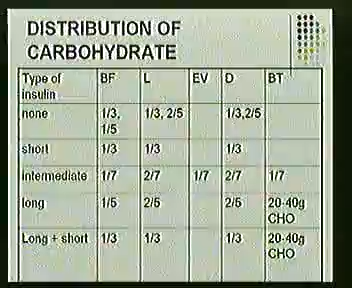 DISTRIBUTION OF
CARBOHYDRATE
Type of insulin BF L EV D BT
none 1/3, 1/5 1/3, 2/5 1/3,2/5
short 1/3 1/3 1/3
intermediate 1/7 2/7 1/7 2/7 1/7
long 1/5 2/5 2/5 20-40g CHO
Long + short 1/3 1/3 1/3 20-40g CHO